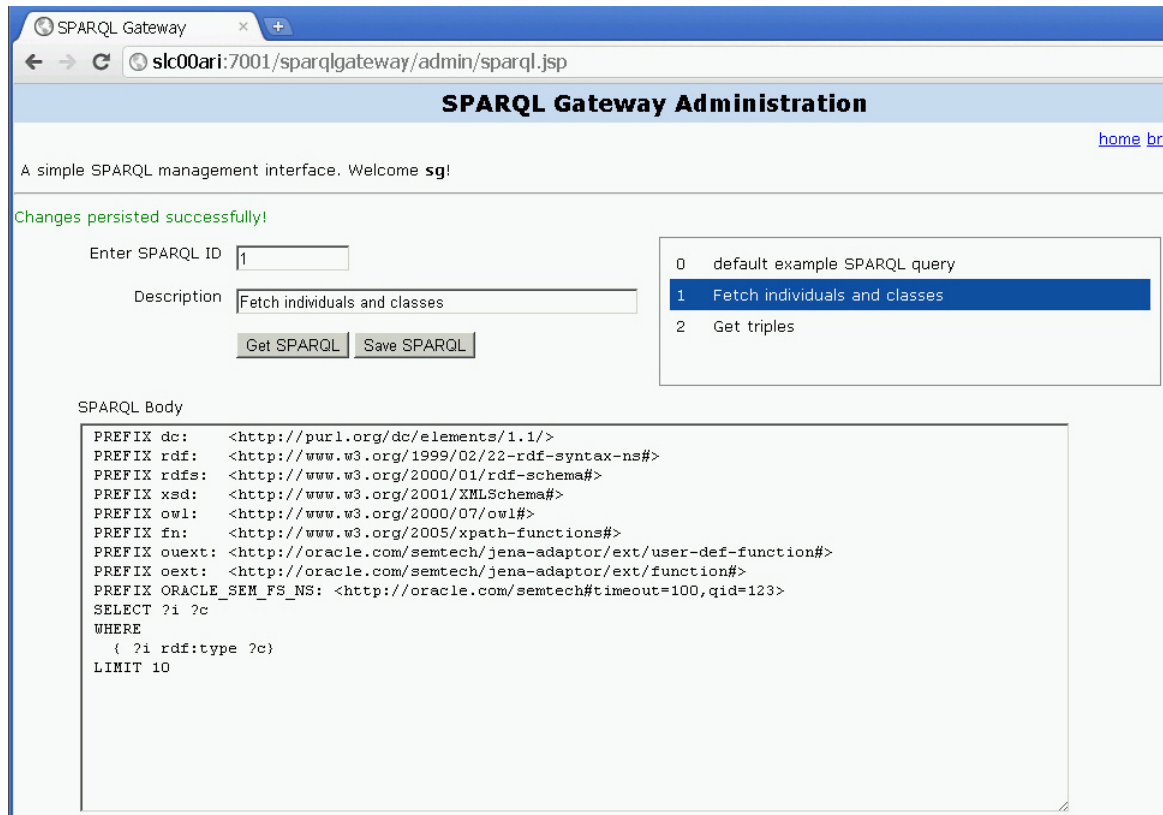 SPARQL Gateway
slc00ari:7001/sparqlgateway/admin/sparql.jsp
SPARQL Gateway Administration
home br
A simple SPARQL management interface. Welcome sg!
Changes persisted successfully!
Enter SPARQL ID 1
Description Fetch individuals and classes
Get SPARQL Save SPARQL
0 default example SPARQL query
1 Fetch individuals and classes
2 Get triples
SPARQL Body
PREFIX dc: <http://purl.org/dc/elements/1.1/>
PREFIX rdf: <http://www.w3.org/1999/02/22-rdf-syntax-ns#>
PREFIX rdfs: <http://www.w3.org/2000/01/rdf-schema#>
PREFIX xsd: <http://www.w3.org/2001/XMLSchema#>
PREFIX owl: <http://www.w3.org/2000/07/owl#>
PREFIX fn: <http://www.w3.org/2005/xpath-functions#>
PREFIX ouext: <http://oracle.com/semtech/jena-adaptor/ext/user-def-function#>
PREFIX oext: <http://oracle.com/semtech/jena-adaptor/ext/function#>
PREFIX ORACLE_SEM_FS_NS: <http://oracle.com/semtech#timeout=100,qid=123>
SELECT ?i ?c
WHERE
{ ?i rdf:type ?c}
LIMIT 10